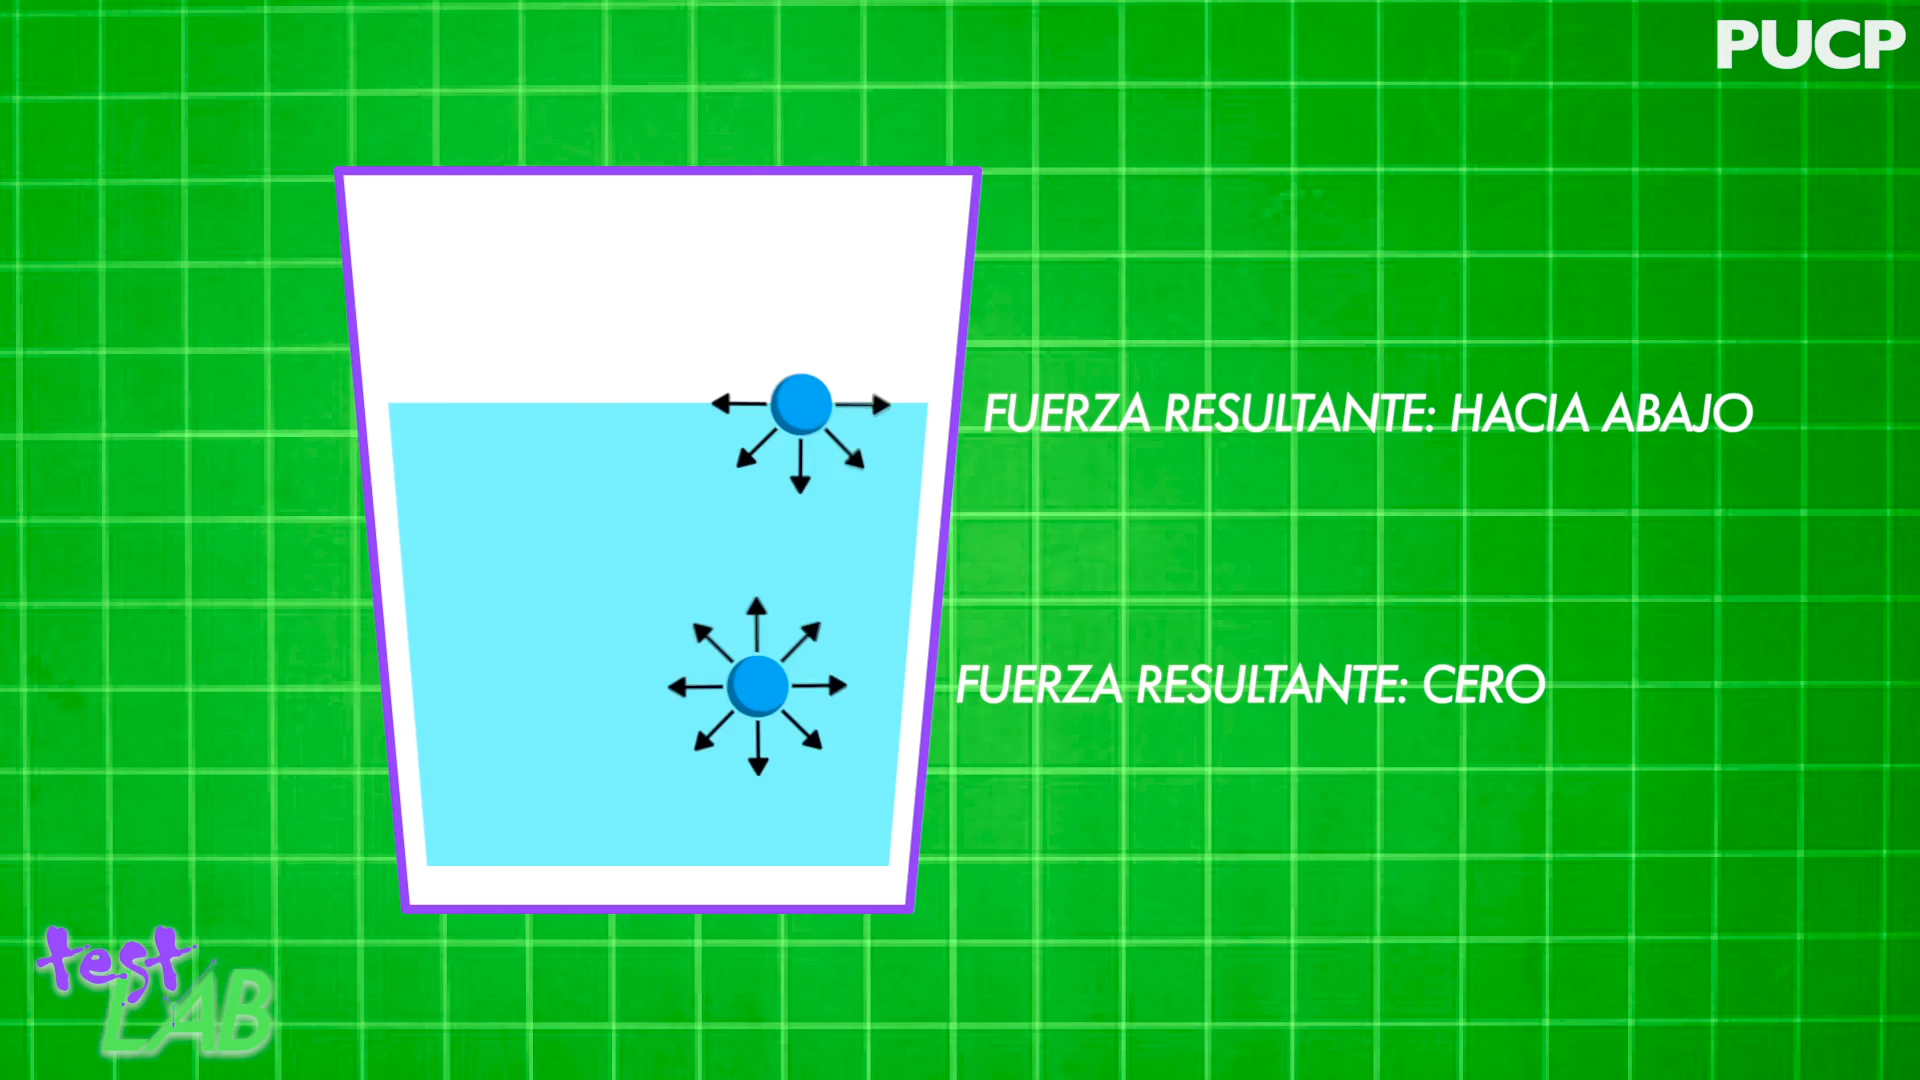 PUCP
FUERZA RESULTANTE: HACIA ABAJO
FUERZA RESULTANTE: CERO
test
LAB